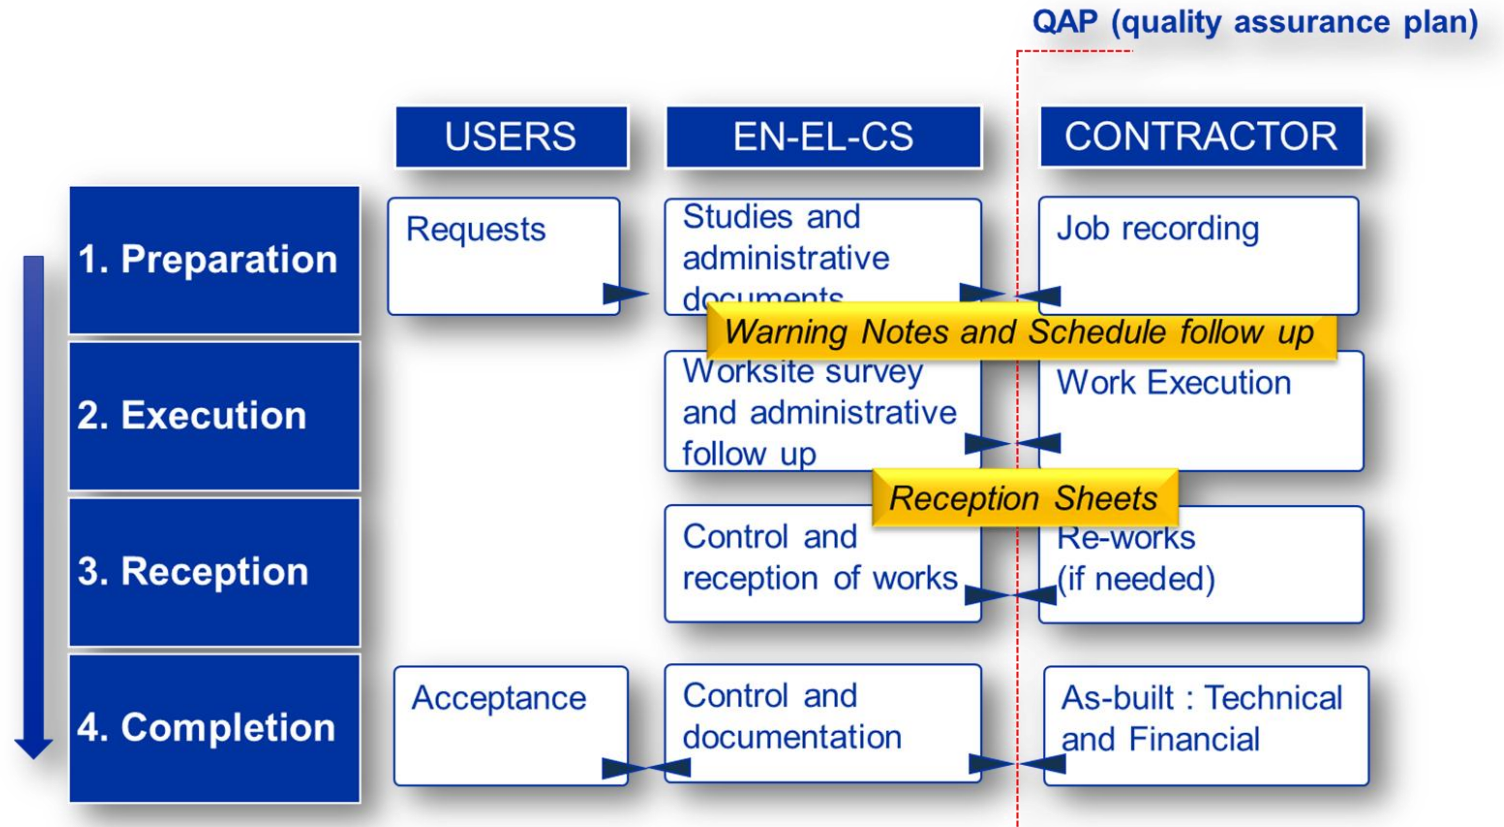 QAP (quality assurance plan)
USERS
EN-EL-CS
CONTRACTOR
1. Preparation
Requests
Studies and
administrative
documents
Job recording
Warning Notes and Schedule follow up
2. Execution
Worksite survey
and administrative
follow up
Work Execution
Reception Sheets
3. Reception
Control and
reception of works
Re-works
(if needed)
4. Completion
Acceptance
Control and
documentation
As-built : Technical
and Financial